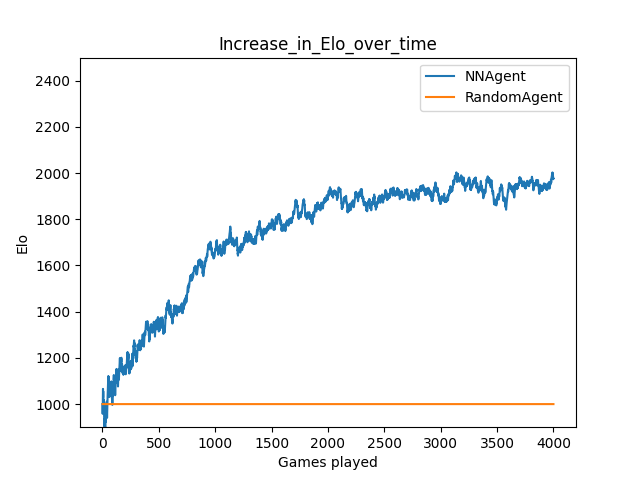 Increase_in_Elo_over_time
NNAgent
RandomAgent
2400
2200
2000
1800
1600
1400
1200
1000
Elo
0 500 1000 1500 2000 2500 3000 3500 4000
Games played